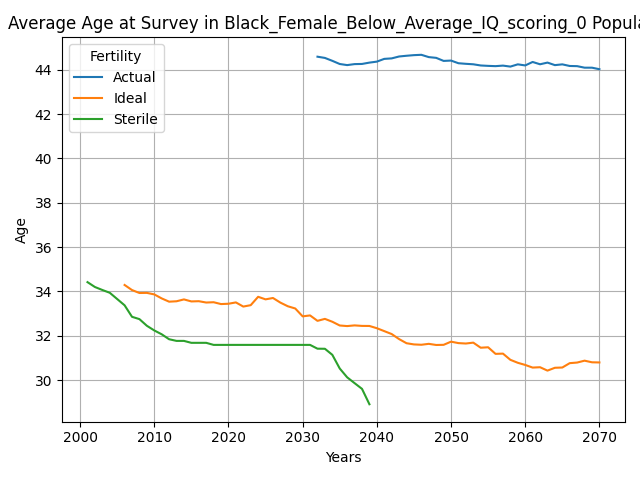 Average Age at Survey in Black_Female_Below_Average_IQ_scoring_0 Popula
Fertility
Actual
Ideal
Sterile
Age
44
42
40
38
36
34
32
30
2000 2010 2020 2030 2040 2050 2060 2070
Years